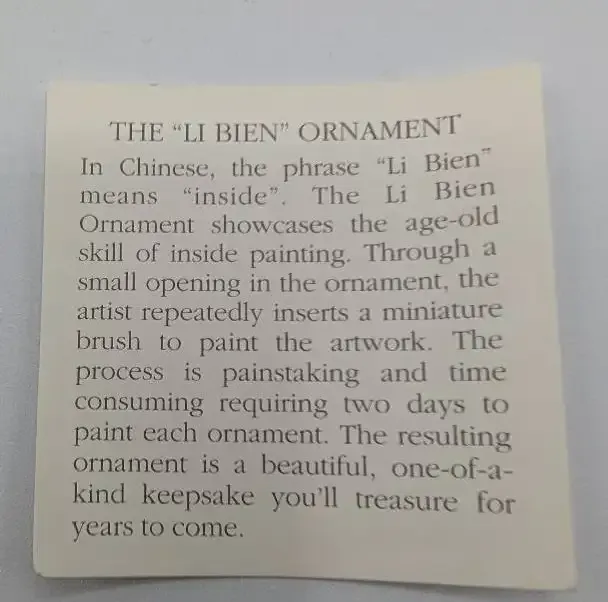 THE “LI BIEN” ORNAMENT
In Chinese, the phrase “Li Bien”
means “inside”. The Li Bien
Ornament showcases the age-old
skill of inside painting. Through a
small opening in the ornament, the
artist repeatedly inserts a miniature
brush to paint the artwork. The
process is painstaking and time
consuming requiring two days to
paint each ornament. The resulting
ornament is a beautiful, one-of-a-
kind keepsake you’ll treasure for
years to come.